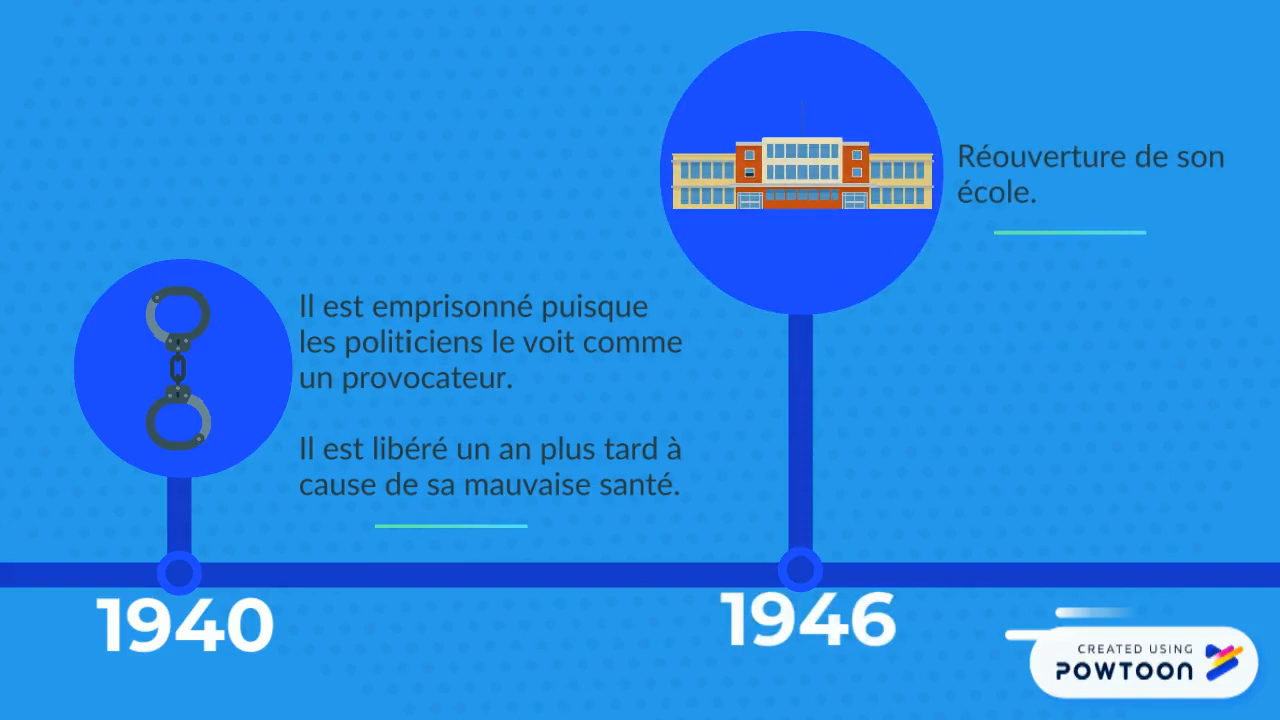 Réouverture de son
école.
Il est emprisonné puisque
les politiciens le voit comme
un provocateur.
Il est libéré un an plus tard à
cause de sa mauvaise santé.
1940
1946
CREATED USING
POWTOON